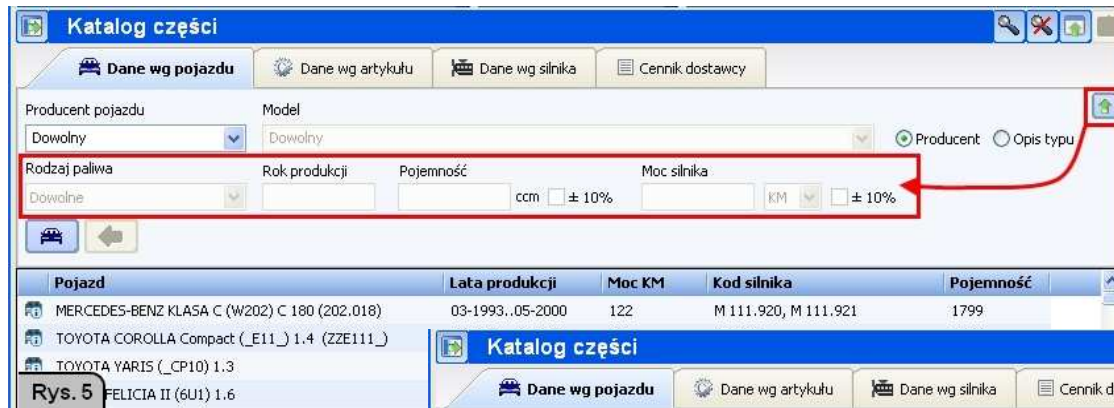 Katalog części
Dane wg pojazdu Dane wg artykułu Dane wg silnika Cennik dostawcy
Producent pojazdu Model
Dowolny Dowolny Producent Opis typu
Rodzaj paliwa Rok produkcji Pojemność Moc silnika
Dowolne ccm ± 10% KM ± 10%
Pojazd Lata produkcji Moc KM Kod silnika Pojemność
MERCEDES-BENZ KLASA C (W202) C 180 (202.018) 03-1993..05-2000 122 M 111.920, M 111.921 1799
TOYOTA COROLLA Compact (_E11_) 1.4 (ZZE111_)
TOYOTA YARIS (_CP10) 1.3
FELICIA II (6U1) 1.6
Rys. 5
Katalog części
Dane wg pojazdu Dane wg artykułu Dane wg silnika Cennik d